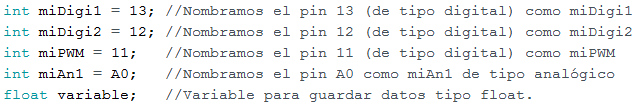 int miDigi1 = 13; //Nombramos el pin 13 (de tipo digital) como miDigi1
int miDigi2 = 12; //Nombramos el pin 12 (de tipo digital) como miDigi2
int miPWM = 11;   //Nombramos el pin 11 (de tipo digital) como miPWM
int miAn1 = A0;   //Nombramos el pin A0 como miAn1 de tipo analógico
float variable;   //Variable para guardar datos tipo float.